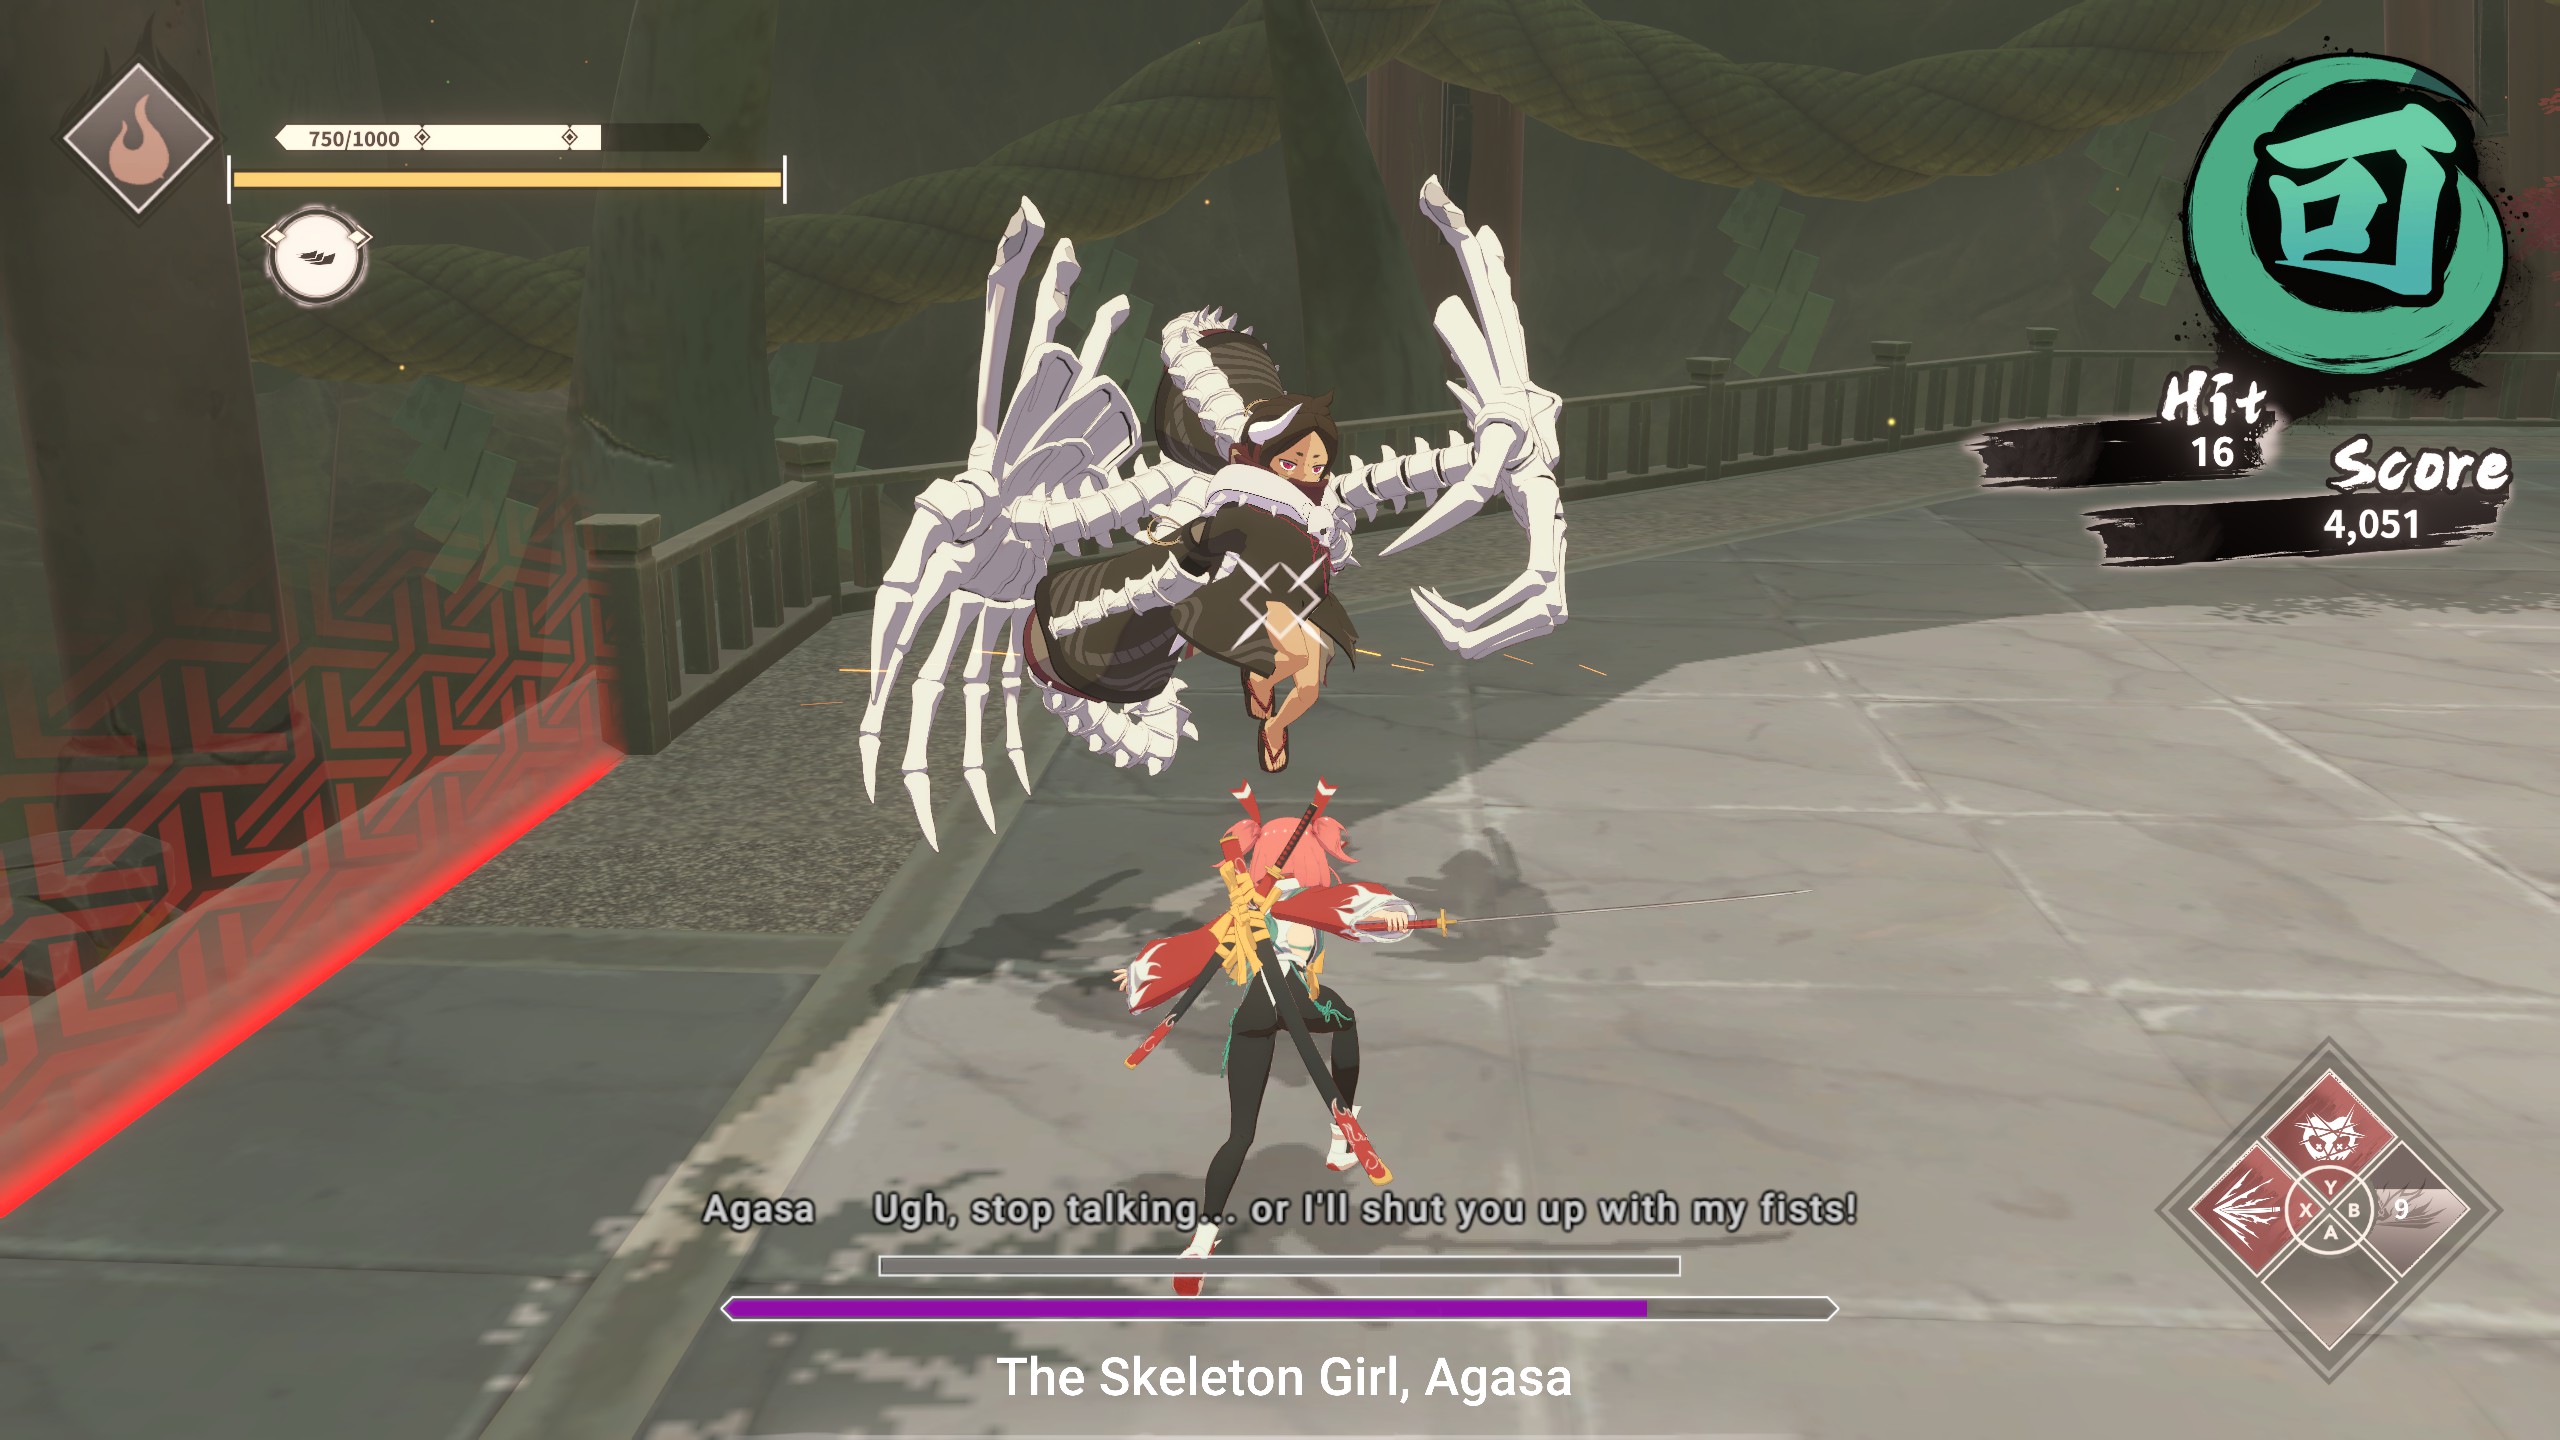 750/1000
可
Hit
16
Score
4,051
Y
X
B
9
A
Agasa Ugh, stop talking... or I'll shut you up with my fists!
The Skeleton Girl, Agasa